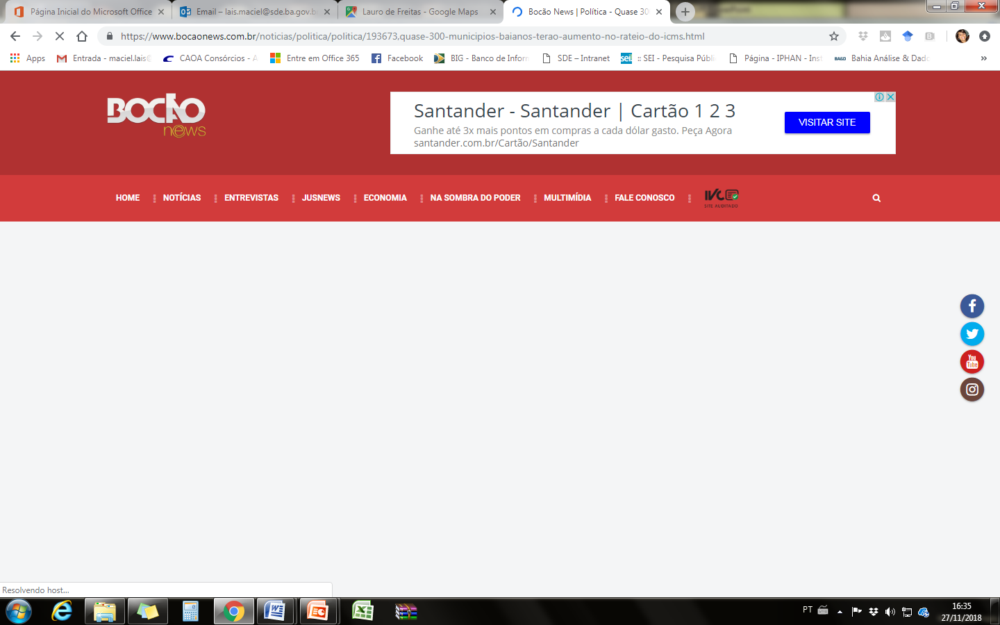 Página Inicial do Microsoft Office
Email – lais.maciel@sde.ba.gov.b
Lauro de Freitas - Google Maps
Bocão News | Política - Quase 30
https://www.bocaonews.com.br/noticias/politica/politica/193673,quase-300-municipios-baianos-terao-aumento-no-rateio-do-icms.html
Apps
Entrada - maciel.lais@
CAOA Consórcios - A
Entre em Office 365
Facebook
BIG - Banco de Inform
SDE – Intranet
sei
:: SEI - Pesquisa Públi
Página - IPHAN - Inst
BA&D
Bahia Análise & Dado
»
BOCÃO
news
Santander - Santander | Cartão 1 2 3
Ganhe até 3x mais pontos em compras a cada dólar gasto. Peça Agora
santander.com.br/Cartão/Santander
VISITAR SITE
HOME
NOTÍCIAS
ENTREVISTAS
JUSNEWS
ECONOMIA
NA SOMBRA DO PODER
MULTIMÍDIA
FALE CONOSCO
IVC
SITE AUDITADO
You
Tube
Resolvendo host...
PT
16:35
27/11/2018